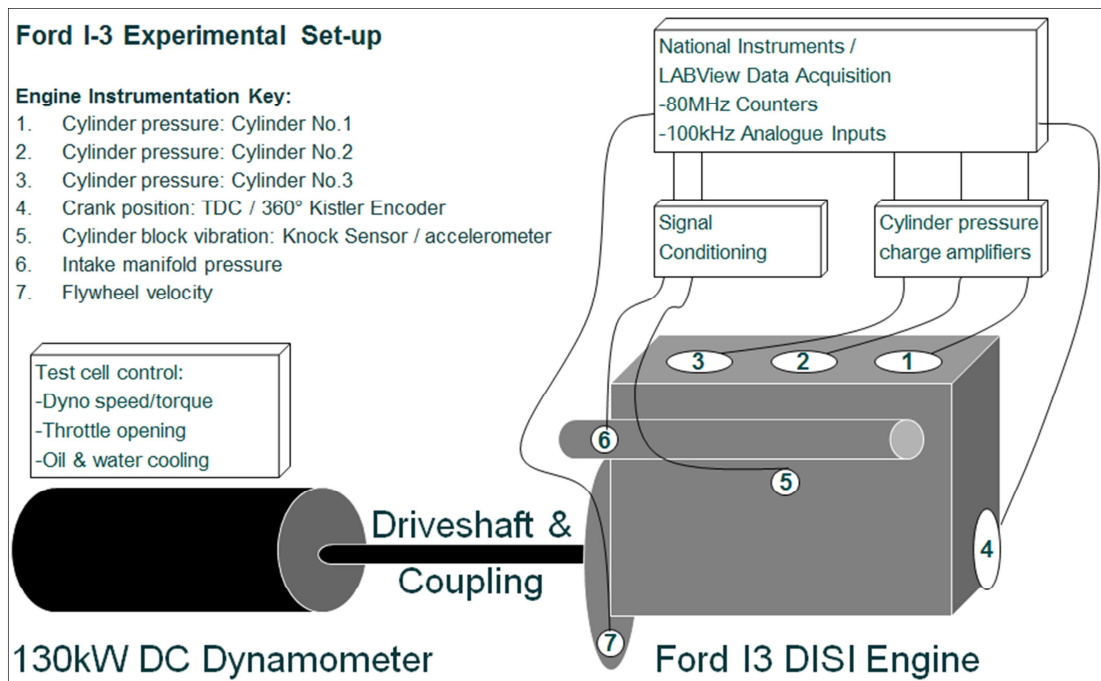 Ford I-3 Experimental Set-up
Engine Instrumentation Key:
1. Cylinder pressure: Cylinder No.1
2. Cylinder pressure: Cylinder No.2
3. Cylinder pressure: Cylinder No.3
4. Crank position: TDC / 360° Kistler Encoder
5. Cylinder block vibration: Knock Sensor / accelerometer
6. Intake manifold pressure
7. Flywheel velocity
National Instruments /
LABView Data Acquisition
-80MHz Counters
-100kHz Analogue Inputs
Signal
Conditioning
Cylinder pressure
charge amplifiers
Test cell control:
-Dyno speed/torque
-Throttle opening
-Oil & water cooling
3
2
1
6
5
4
7
Driveshaft &
Coupling
130kW DC Dynamometer
Ford I3 DISI Engine